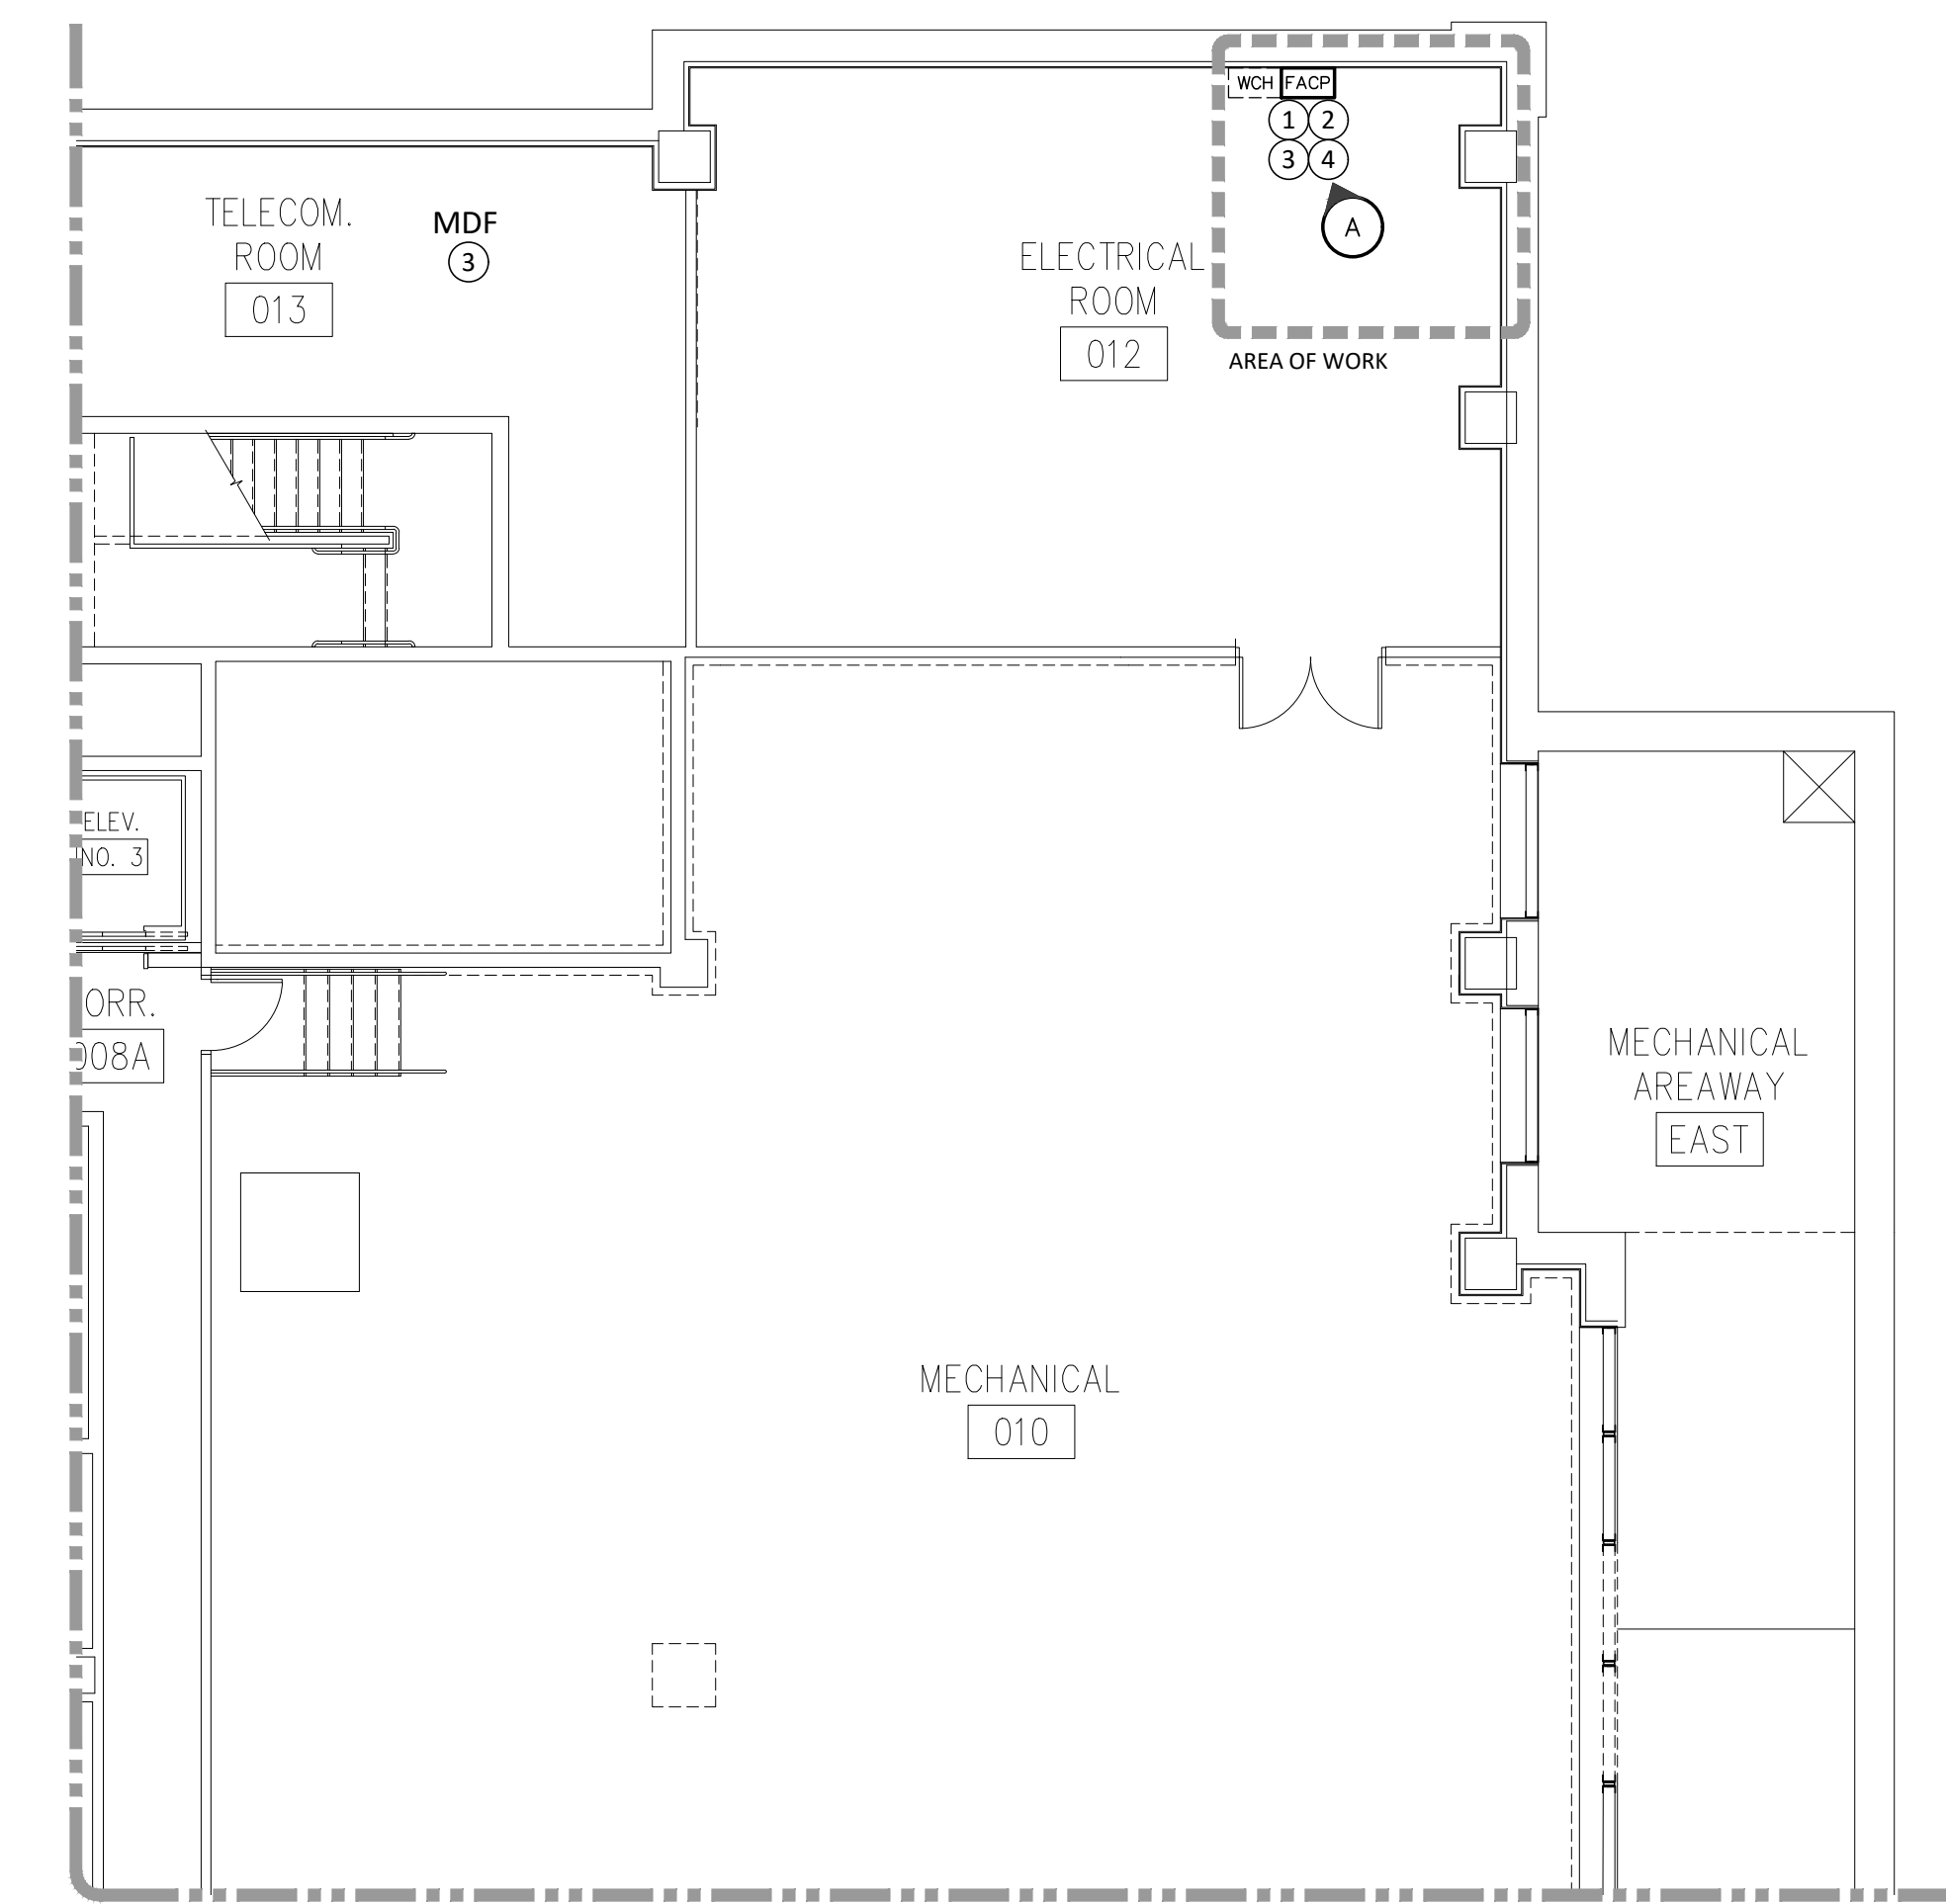 WCH FACP
1 2
3 4
A
TELECOM.
ROOM
013
MDF
3
ELECTRICAL
ROOM
012
AREA OF WORK
ELEV.
NO. 3
ORR.
008A
MECHANICAL
AREAWAY
EAST
MECHANICAL
010